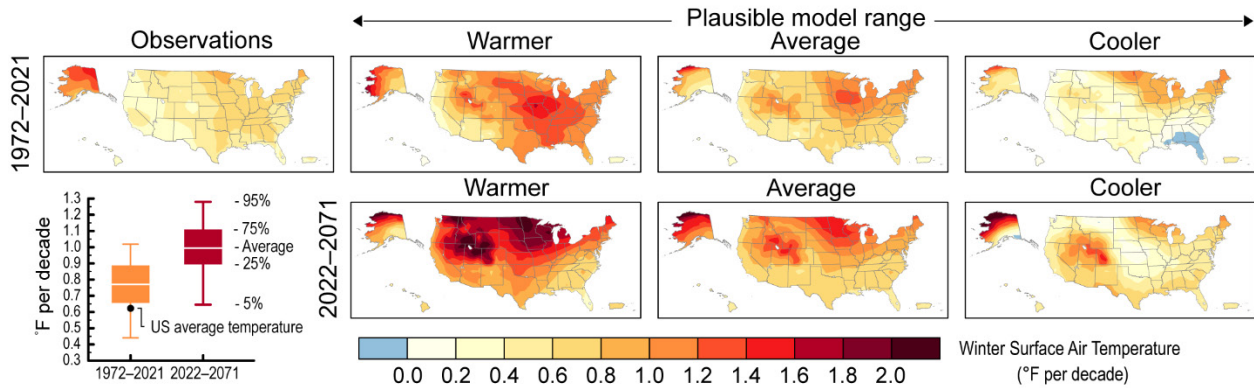 Plausible model range
Observations
Warmer
Average
Cooler
1972–2021
Warmer
Average
Cooler
2022–2071
°F per decade
1.3
1.2
1.1
1.0
0.9
0.8
0.7
0.6
0.5
0.4
0.3
- 95%
- 75%
- Average
- 25%
- 5%
US average temperature
1972–2021 2022–2071
0.0 0.2 0.4 0.6 0.8 1.0 1.2 1.4 1.6 1.8 2.0
Winter Surface Air Temperature
(°F per decade)